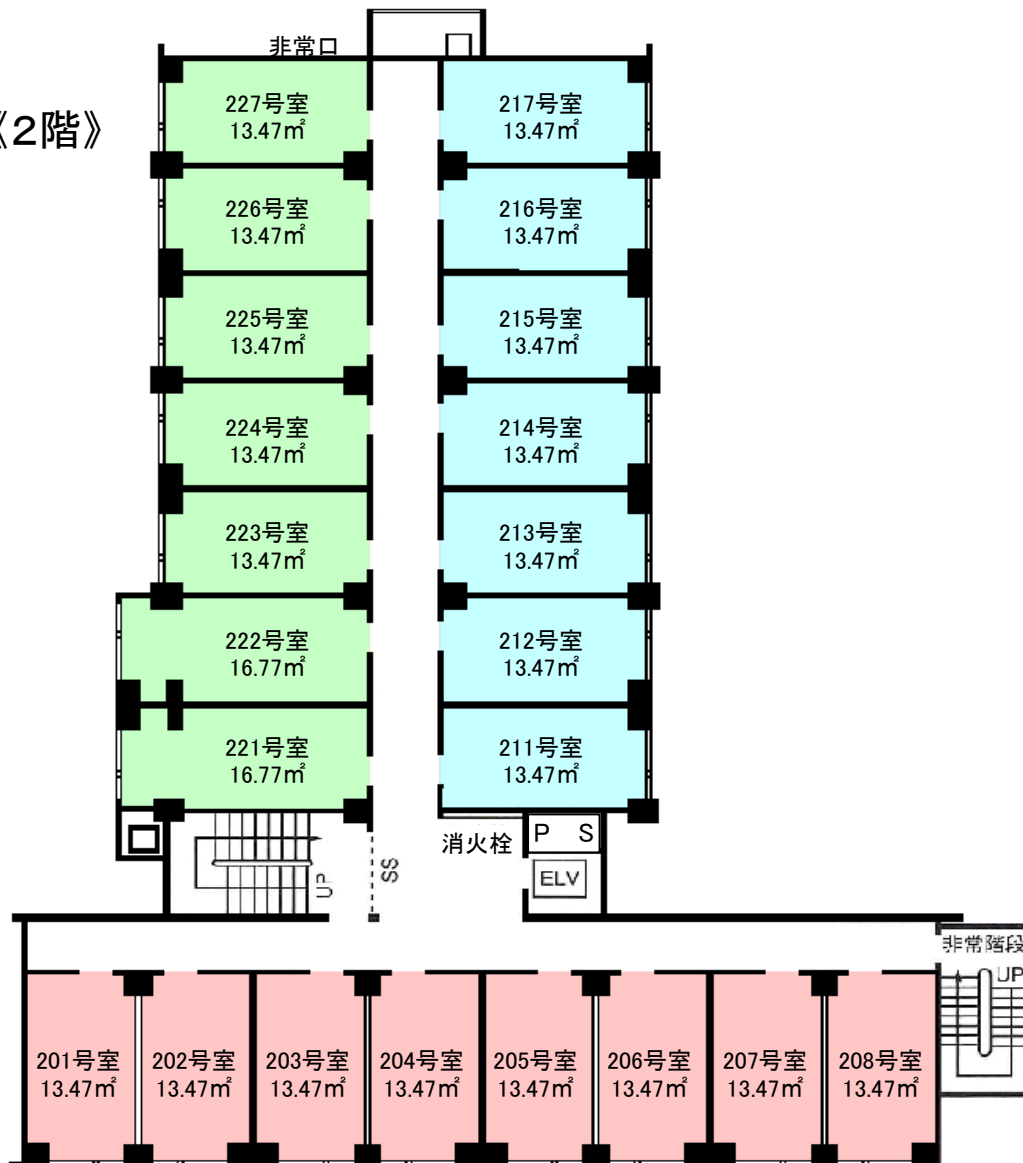 非常口
《2階》
227号室
13.47㎡
217号室
13.47㎡
226号室
13.47㎡
216号室
13.47㎡
225号室
13.47㎡
215号室
13.47㎡
224号室
13.47㎡
214号室
13.47㎡
223号室
13.47㎡
213号室
13.47㎡
222号室
16.77㎡
212号室
13.47㎡
221号室
16.77㎡
211号室
13.47㎡
消火栓
P S
UP
SS
ELV
非常階段
UP
201号室
13.47㎡
202号室
13.47㎡
203号室
13.47㎡
204号室
13.47㎡
205号室
13.47㎡
206号室
13.47㎡
207号室
13.47㎡
208号室
13.47㎡